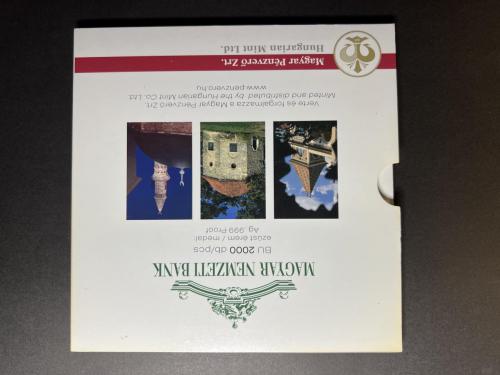 MAGYAR NEMZETI BANK
BU 2000 db/pcs
ezüst érem / medal:
Ag .999 Proof
Verte és forgalmazza a Magyar Pénzverő Zrt.
Minted and distributed by the Hungarian Mint Co. Ltd.
www.penzvero.hu
Magyar Pénzverő Zrt.
Hungarian Mint Ltd.